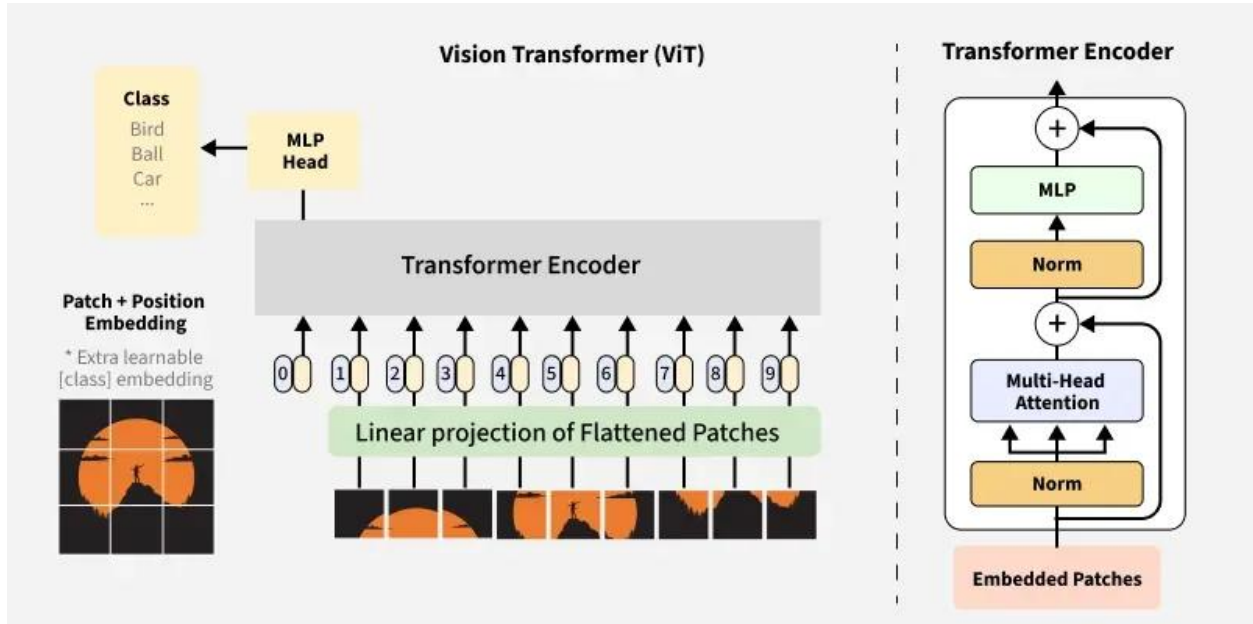 Vision Transformer (ViT)
Class
Bird
Ball
Car
...
MLP
Head
Transformer Encoder
Patch + Position
Embedding
* Extra learnable
[class] embedding
0 1 2 3 4 5 6 7 8 9
Linear projection of Flattened Patches
Transformer Encoder
+
MLP
Norm
+
Multi-Head
Attention
Norm
Embedded Patches